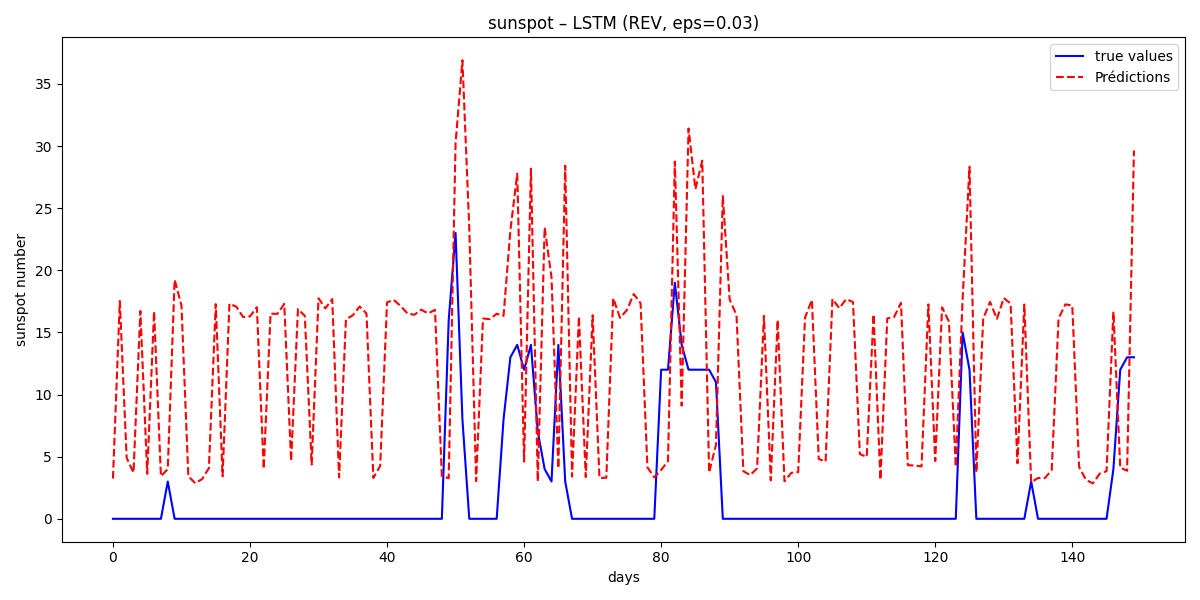 sunspot – LSTM (REV, eps=0.03)
true values
Prédictions
sunspot number
35
30
25
20
15
10
5
0
0 20 40 60 80 100 120 140
days